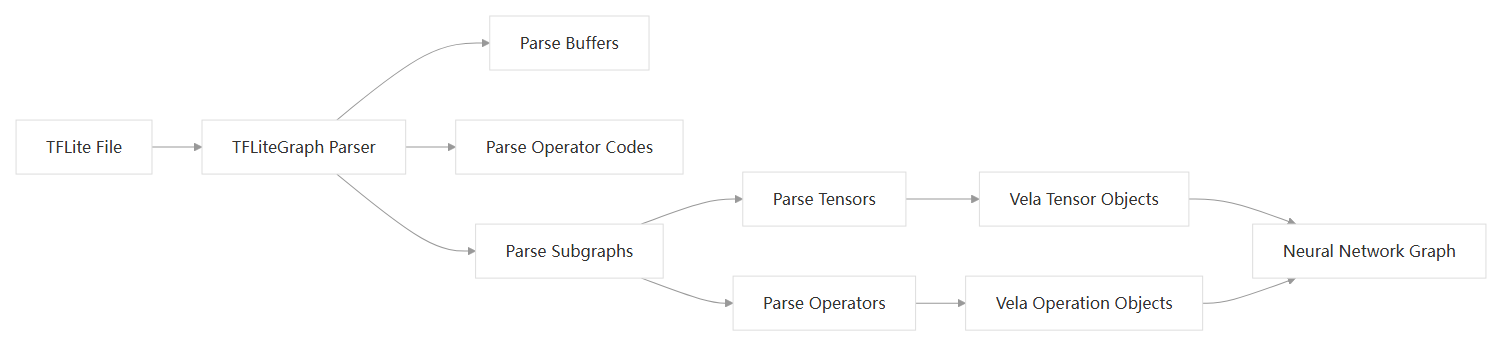 Parse Buffers
TFLite File
TFLiteGraph Parser
Parse Operator Codes
Parse Tensors
Vela Tensor Objects
Parse Subgraphs
Neural Network Graph
Parse Operators
Vela Operation Objects